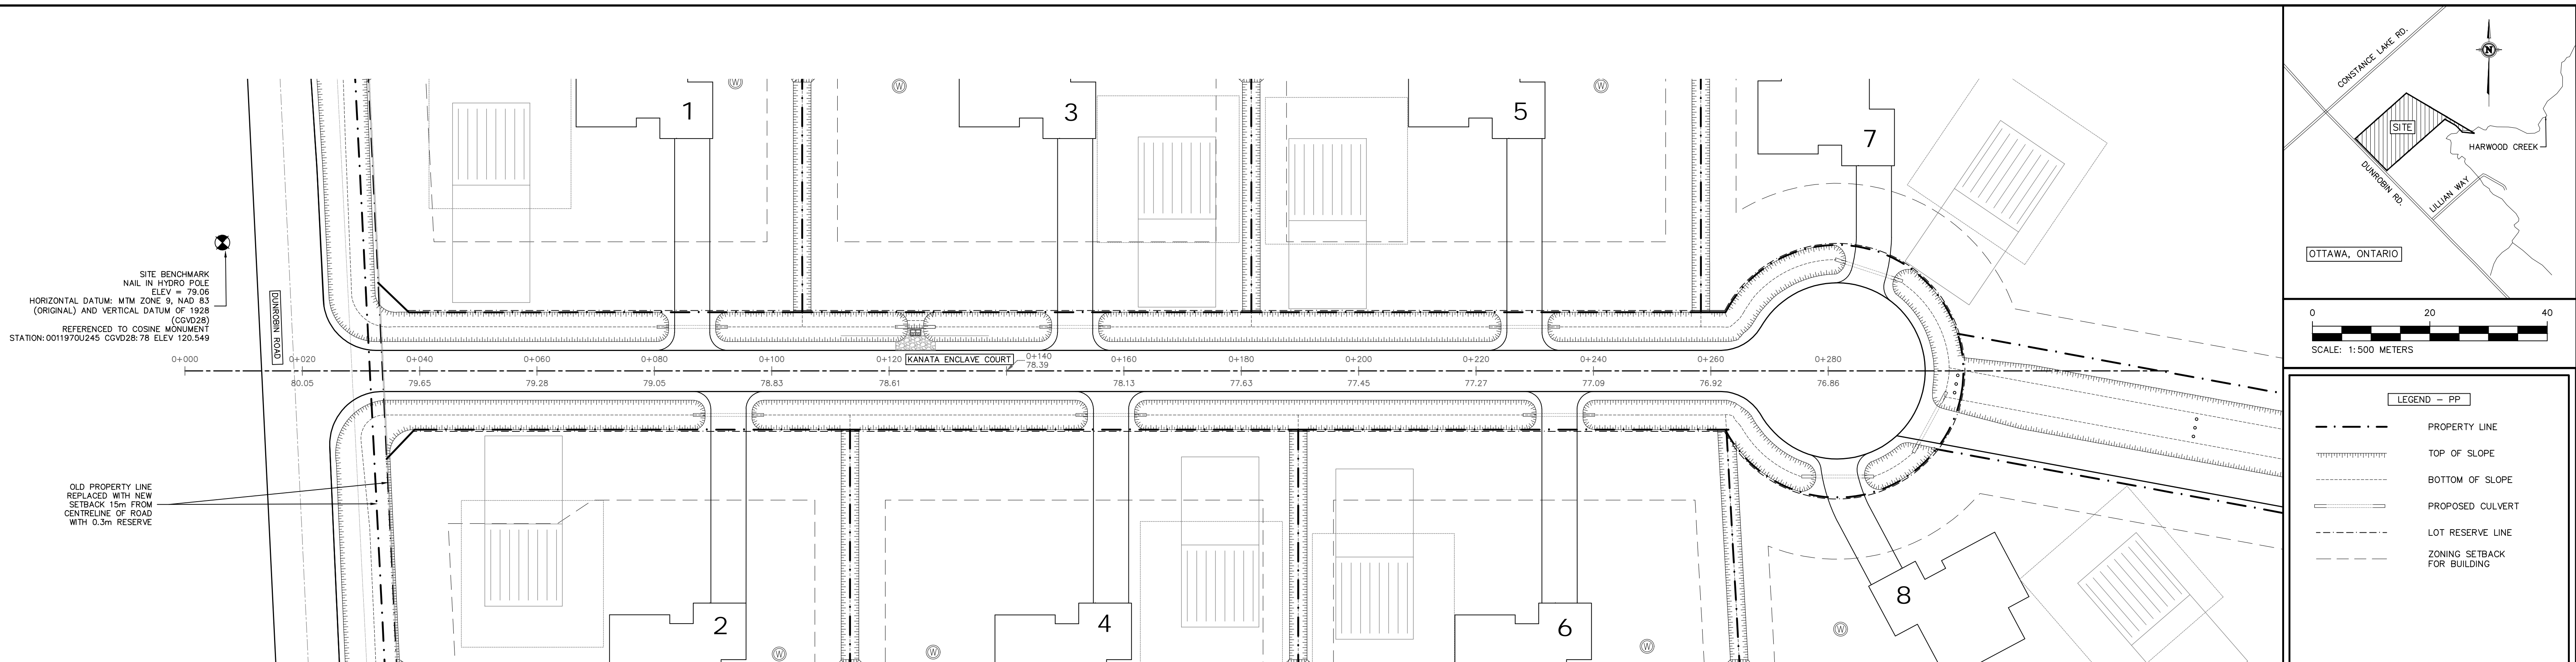 1
3
5
7
W
W
W
SITE BENCHMARK
NAIL IN HYDRO POLE
ELEV = 79.06
HORIZONTAL DATUM: MTM ZONE 9, NAD 83
(ORIGINAL) AND VERTICAL DATUM OF 1928
(CGVD28)
REFERENCED TO COSINE MONUMENT
STATION:0011970U245 CGVD28:78 ELEV 120.549
DUNROBIN ROAD
0+000
0+020
0+040
0+060
0+080
0+100
0+120
KANATA ENCLAVE COURT
0+140
78.39
0+160
0+180
0+200
0+220
0+240
0+260
0+280
80.05
79.65
79.28
79.05
78.83
78.61
78.13
77.63
77.45
77.27
77.09
76.92
76.86
OLD PROPERTY LINE
REPLACED WITH NEW
SETBACK 15m FROM
CENTRELINE OF ROAD
WITH 0.3m RESERVE
2
4
6
8
W
W
W
W
CONSTANCE LAKE RD.
N
SITE
HARWOOD CREEK
DUNROBIN RD.
LILLIAN WAY
OTTAWA, ONTARIO
0
20
40
SCALE: 1:500 METERS
LEGEND – PP
PROPERTY LINE
TOP OF SLOPE
BOTTOM OF SLOPE
PROPOSED CULVERT
LOT RESERVE LINE
ZONING SETBACK
FOR BUILDING